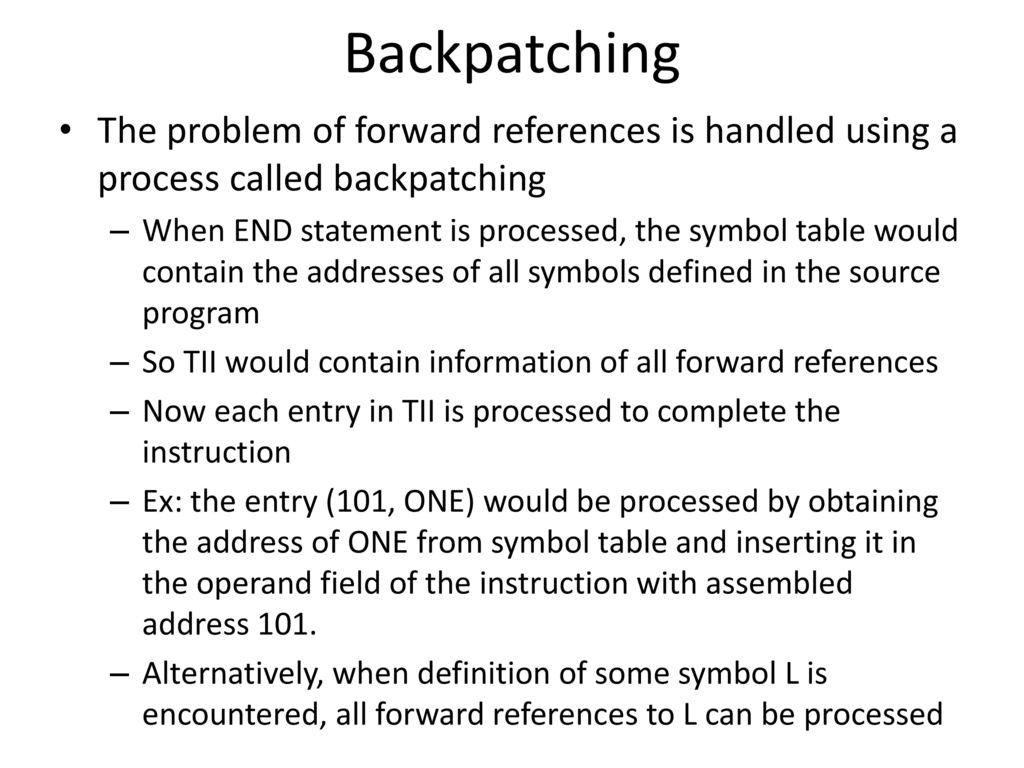 Backpatching
• The problem of forward references is handled using a
process called backpatching
– When END statement is processed, the symbol table would
contain the addresses of all symbols defined in the source
program
– So TII would contain information of all forward references
– Now each entry in TII is processed to complete the
instruction
– Ex: the entry (101, ONE) would be processed by obtaining
the address of ONE from symbol table and inserting it in
the operand field of the instruction with assembled
address 101.
– Alternatively, when definition of some symbol L is
encountered, all forward references to L can be processed